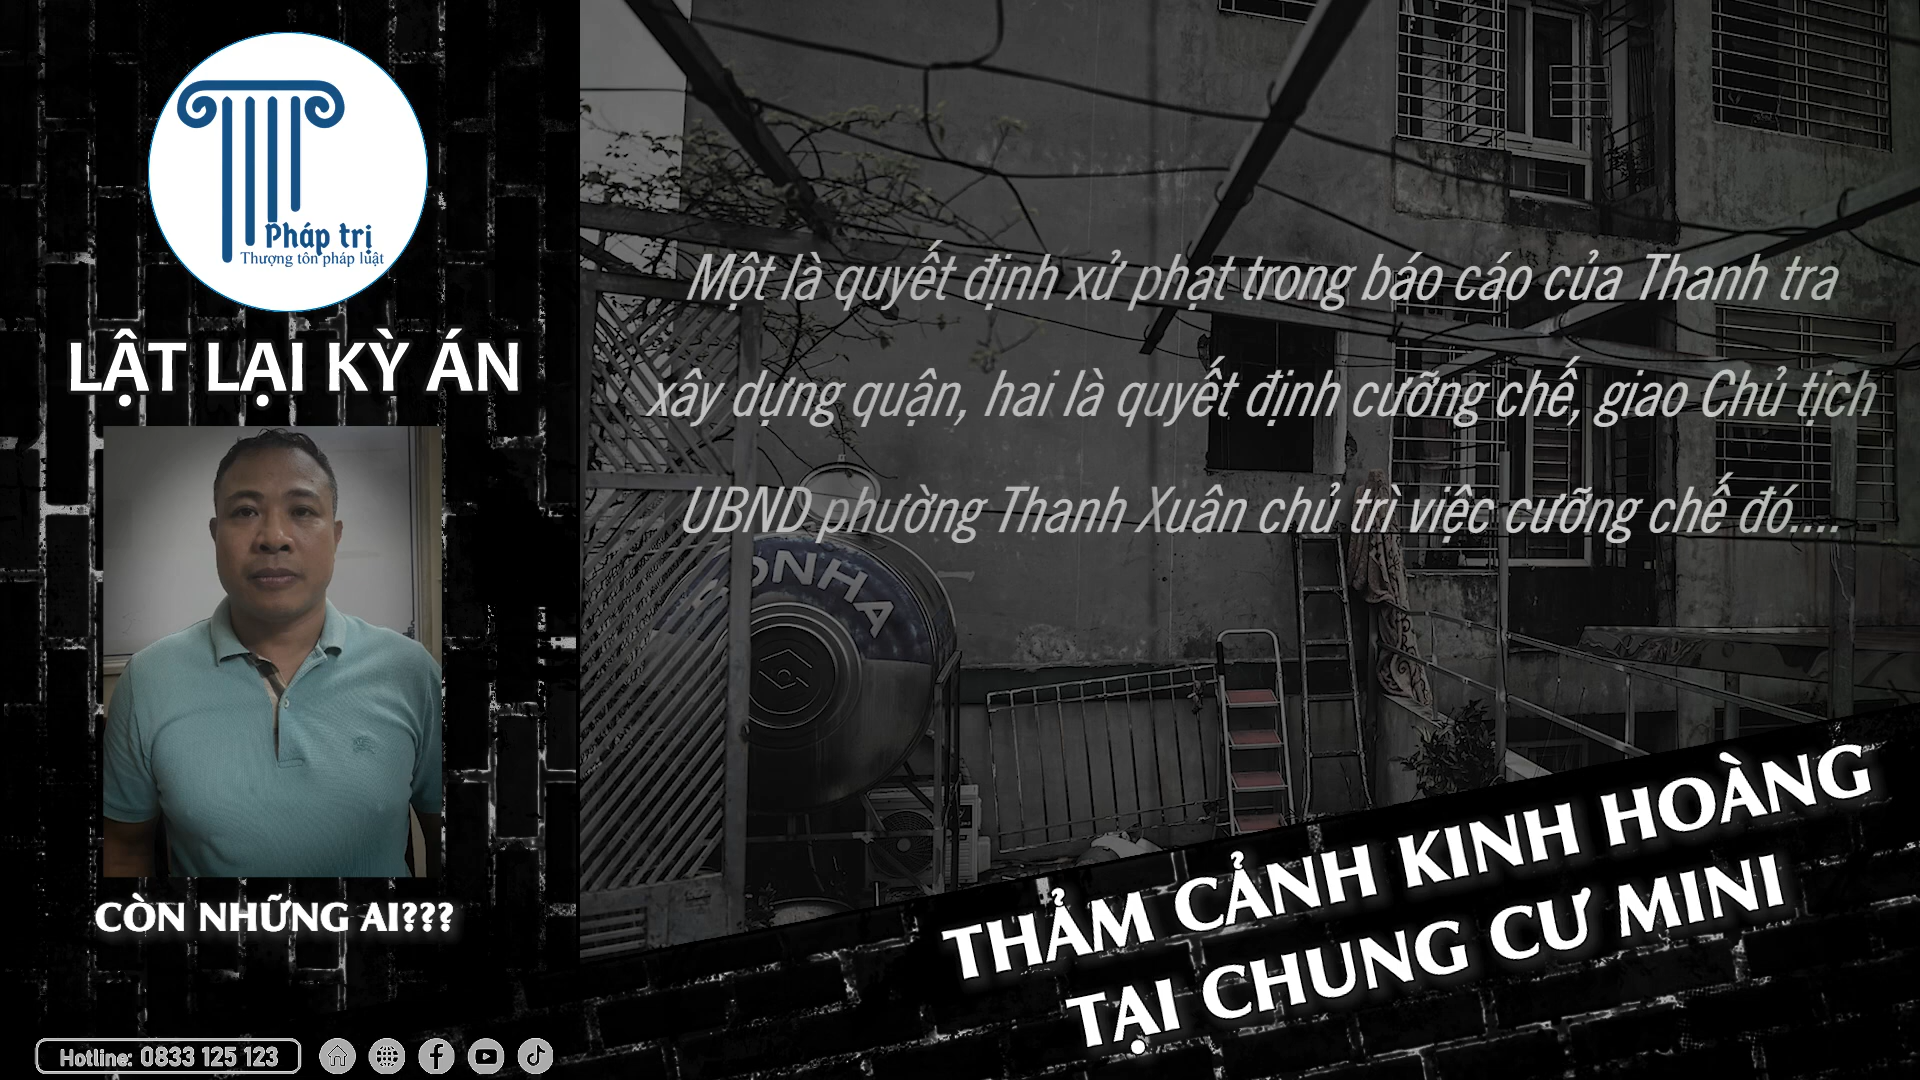 Pháp trị
Thượng tôn pháp luật
LẬT LẠI KỲ ÁN
CÒN NHỮNG AI???
Hotline: 0833 125 123
Một là quyết định xử phạt trong báo cáo của Thanh tra
xây dựng quận, hai là quyết định cưỡng chế, giao Chủ tịch
UBND phường Thanh Xuân chủ trì việc cưỡng chế đó....
ONHA
THẢM CẢNH KINH HOÀNG
TẠI CHUNG CƯ MINI